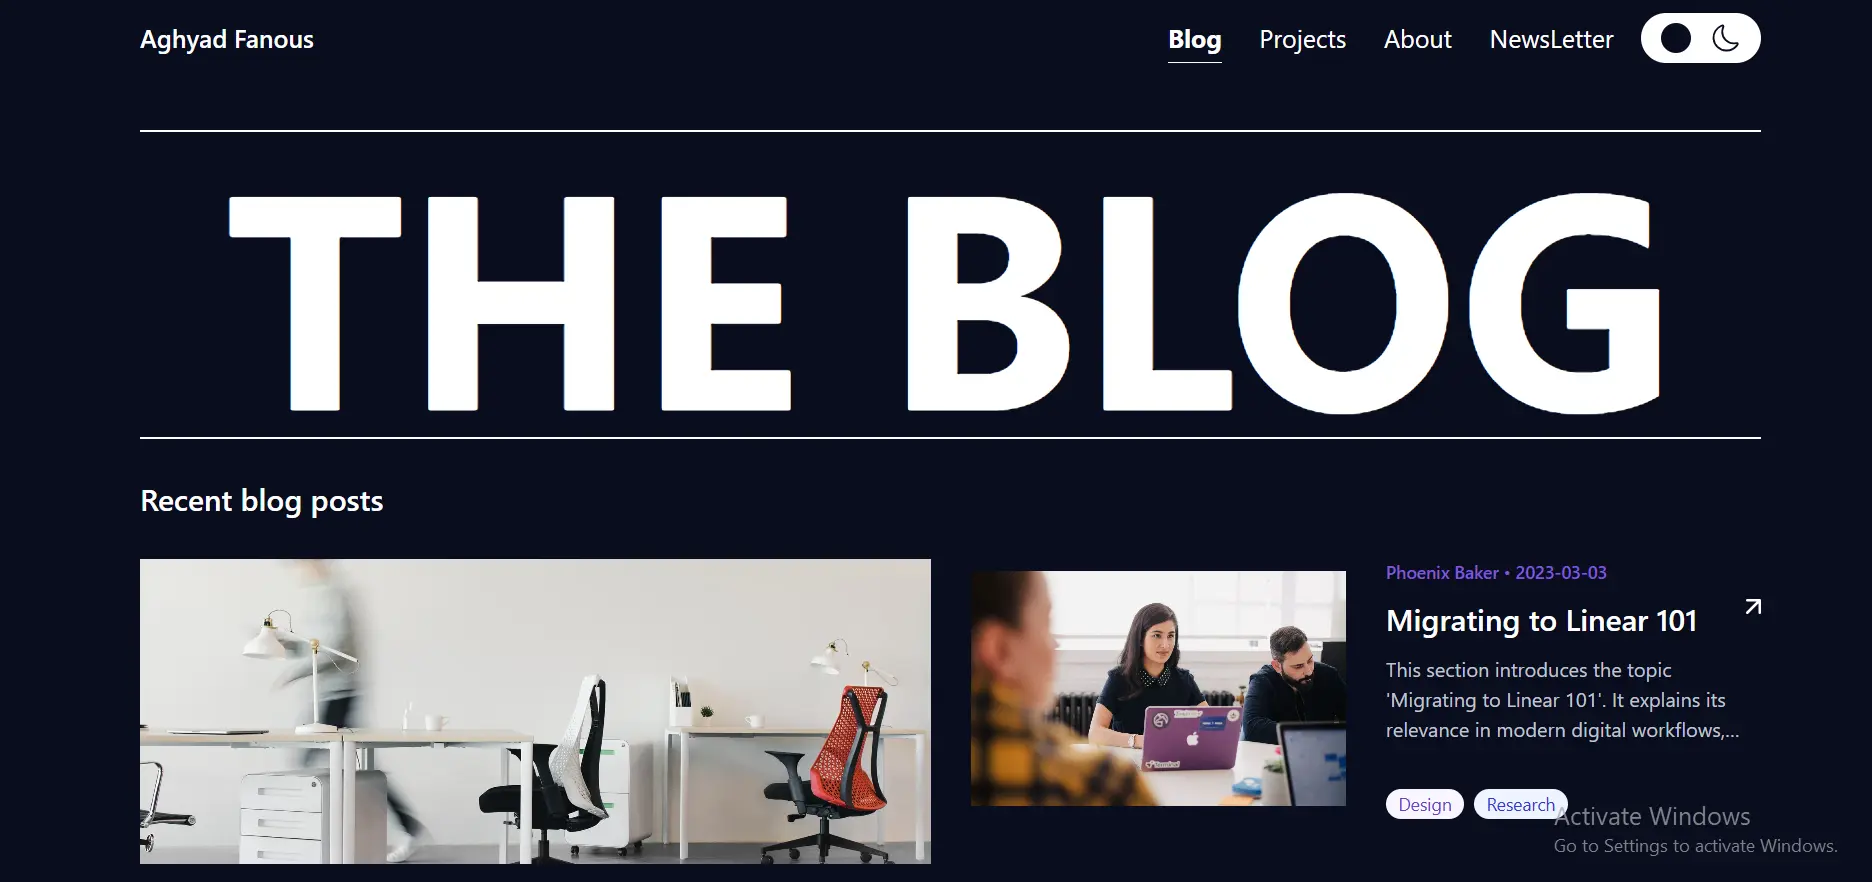 Aghyad Fanous
Blog
Projects
About
NewsLetter
THE BLOG
Recent blog posts
Phoenix Baker • 2023-03-03
Migrating to Linear 101
This section introduces the topic
'Migrating to Linear 101'. It explains its
relevance in modern digital workflows,...
Design
Research
Activate Windows
Go to Settings to activate Windows.